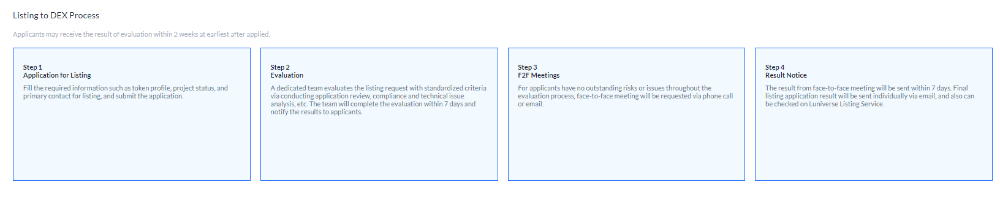 Listing to DEX Process
Applicants may receive the result of evaluation within 2 weeks at earliest after applied.
Step 1
Application for Listing
Fill the required information such as token profile, project status, and
primary contact for listing, and submit the application.
Step 2
Evaluation
A dedicated team evaluates the listing request with standardized criteria
via conducting application review, compliance and technical issue
analysis, etc. The team will complete the evaluation within 7 days and
notify the results to applicants.
Step 3
F2F Meetings
For applicants have no outstanding risks or issues throughout the
evaluation process, face-to-face meeting will be requested via phone call
or email.
Step 4
Result Notice
The result from face-to-face meeting will be sent within 7 days. Final
listing application result will be sent individually via email, and also can
be checked on Luniverse Listing Service.